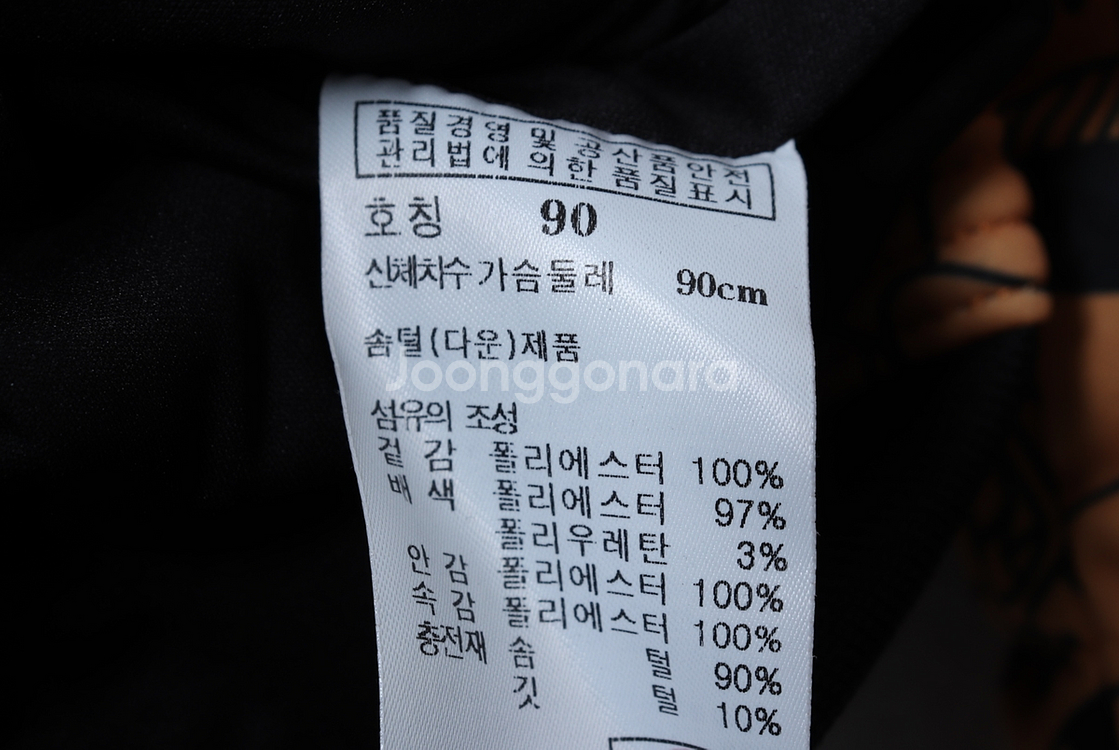 품질경영 및 공산품안전
관리법에 의한 품질표시
호칭 90
신체치수 가슴둘레 90cm
솜털(다운)제품
Joonggonara
섬유의 조성
겉감 폴리에스터 100%
배색 폴리에스터 97%
폴리우레탄 3%
안감 폴리에스터 100%
속감 폴리에스터 100%
충전재 솜털 90%
깃털 10%